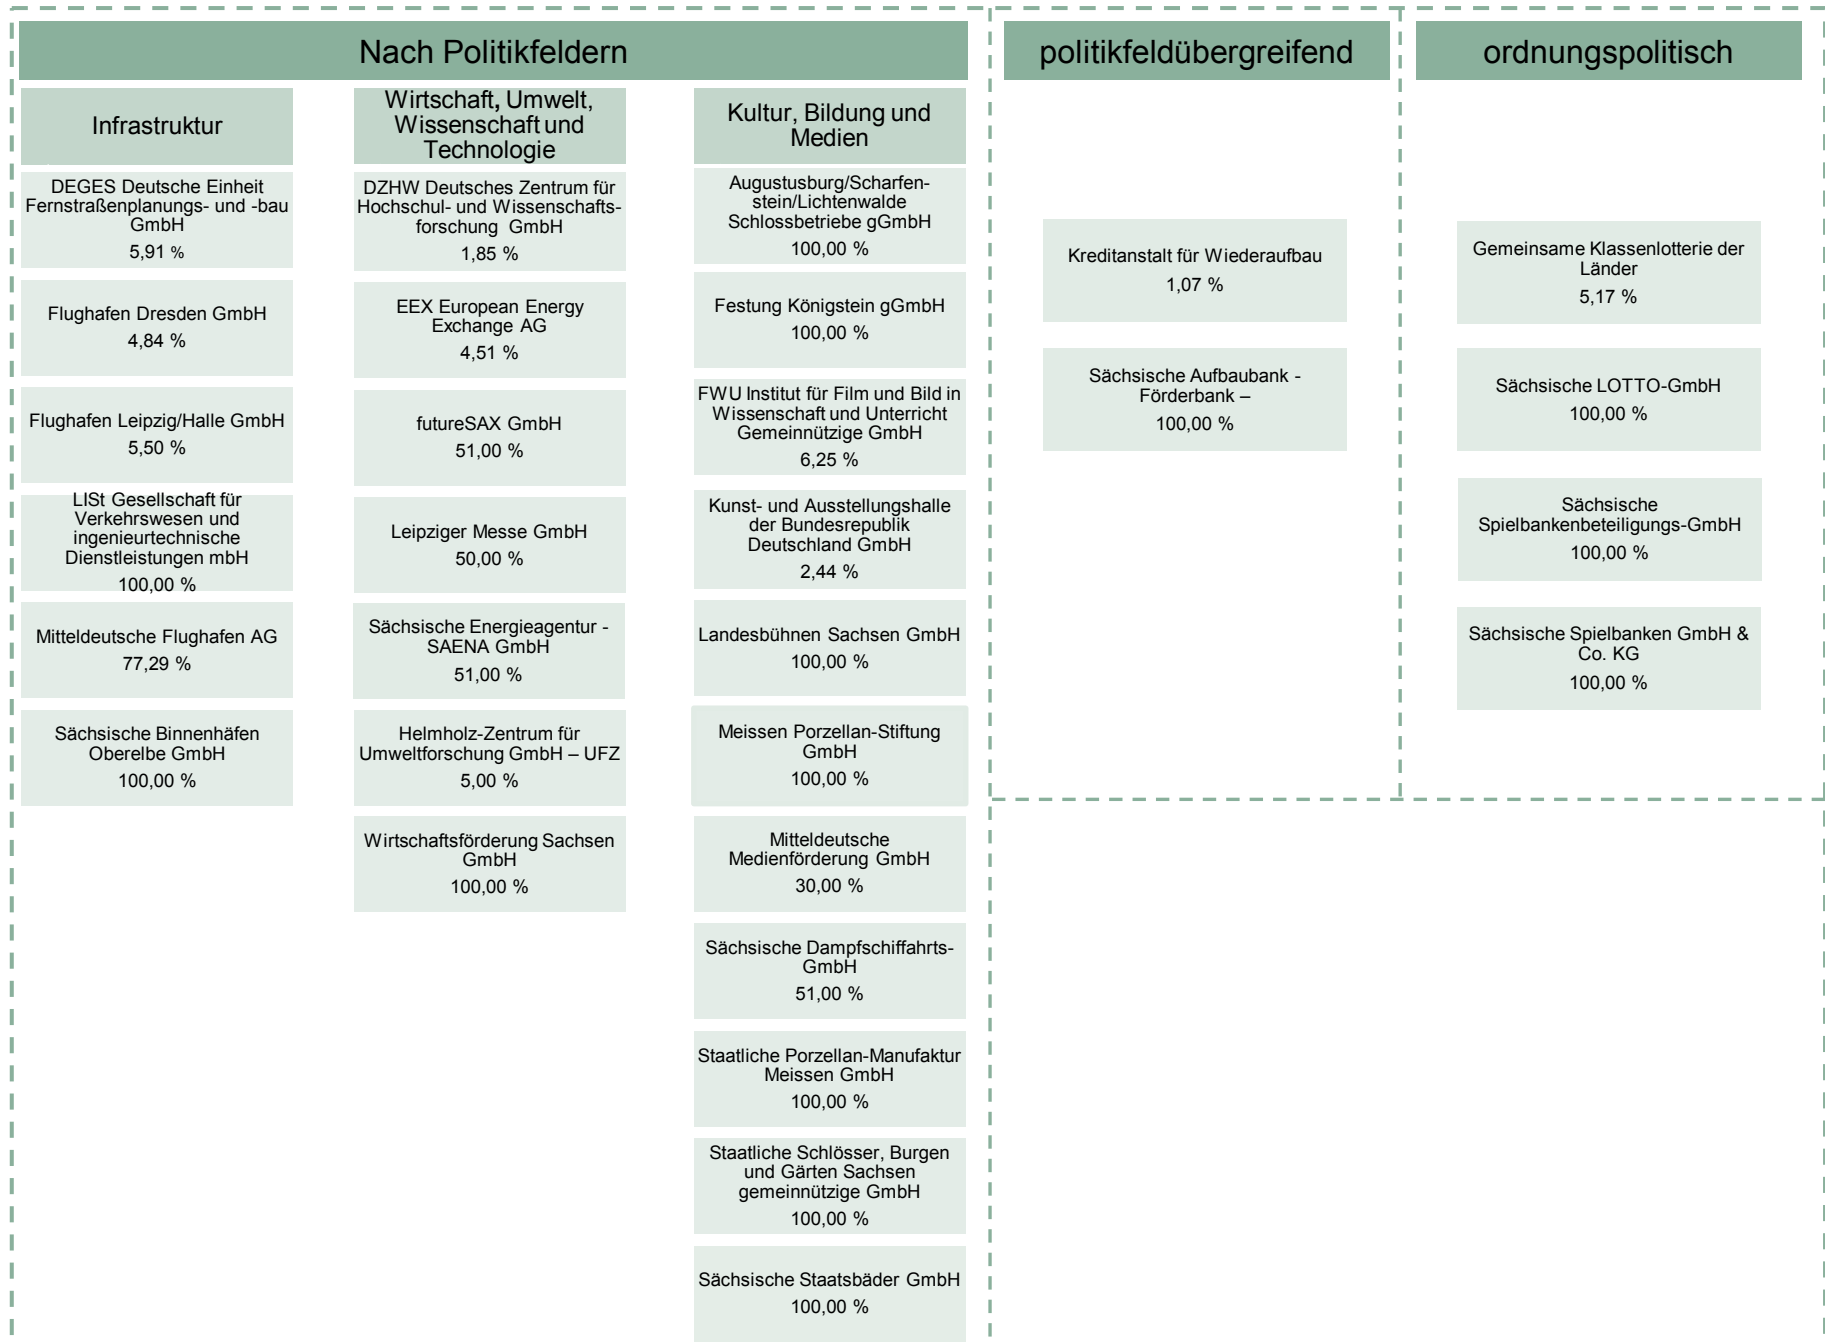 Nach Politikfeldern
Infrastruktur
DEGES Deutsche Einheit
Fernstraßenplanungs- und -bau
GmbH
5,91 %
Flughafen Dresden GmbH
4,84 %
Flughafen Leipzig/Halle GmbH
5,50 %
LISt Gesellschaft für
Verkehrswesen und
ingenieurtechnische
Dienstleistungen mbH
100,00 %
Mitteldeutsche Flughafen AG
77,29 %
Sächsische Binnenhäfen
Oberelbe GmbH
100,00 %
Wirtschaft, Umwelt,
Wissenschaft und
Technologie
DZHW Deutsches Zentrum für
Hochschul- und Wissenschafts-
forschung GmbH
1,85 %
EEX European Energy
Exchange AG
4,51 %
futureSAX GmbH
51,00 %
Leipziger Messe GmbH
50,00 %
Sächsische Energieagentur -
SAENA GmbH
51,00 %
Helmholz-Zentrum für
Umweltforschung GmbH – UFZ
5,00 %
Wirtschaftsförderung Sachsen
GmbH
100,00 %
Kultur, Bildung und
Medien
Augustusburg/Scharfen-
stein/Lichtenwalde
Schlossbetriebe gGmbH
100,00 %
Festung Königstein gGmbH
100,00 %
FWU Institut für Film und Bild in
Wissenschaft und Unterricht
Gemeinnützige GmbH
6,25 %
Kunst- und Ausstellungshalle
der Bundesrepublik
Deutschland GmbH
2,44 %
Landesbühnen Sachsen GmbH
100,00 %
Meissen Porzellan-Stiftung
GmbH
100,00 %
Mitteldeutsche
Medienförderung GmbH
30,00 %
Sächsische Dampfschiffahrts-
GmbH
51,00 %
Staatliche Porzellan-Manufaktur
Meissen GmbH
100,00 %
Staatliche Schlösser, Burgen
und Gärten Sachsen
gemeinnützige GmbH
100,00 %
Sächsische Staatsbäder GmbH
100,00 %
politikfeldübergreifend
Kreditanstalt für Wiederaufbau
1,07 %
Sächsische Aufbaubank -
Förderbank –
100,00 %
ordnungspolitisch
Gemeinsame Klassenlotterie der
Länder
5,17 %
Sächsische LOTTO-GmbH
100,00 %
Sächsische
Spielbankenbeteiligungs-GmbH
100,00 %
Sächsische Spielbanken GmbH &
Co. KG
100,00 %